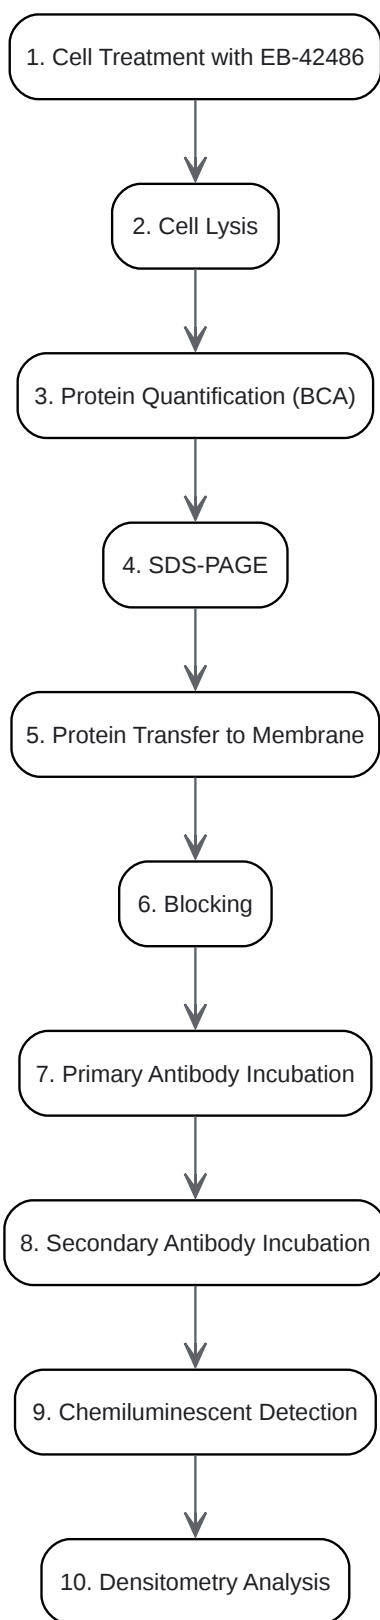 1. Cell Treatment with EB-42486
2. Cell Lysis
3. Protein Quantification (BCA)
4. SDS-PAGE
5. Protein Transfer to Membrane
6. Blocking
7. Primary Antibody Incubation
8. Secondary Antibody Incubation
9. Chemiluminescent Detection
10. Densitometry Analysis